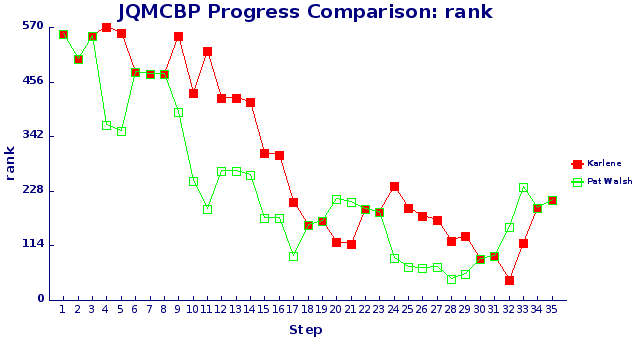 JQMCBP Progress Comparison: rank
570
456
342
228
114
0
rank
1 2 3 4 5 6 7 8 9 10 11 12 13 14 15 16 17 18 19 20 21 22 23 24 25 26 27 28 29 30 31 32 33 34 35
Step
Karlene
Pat Walsh